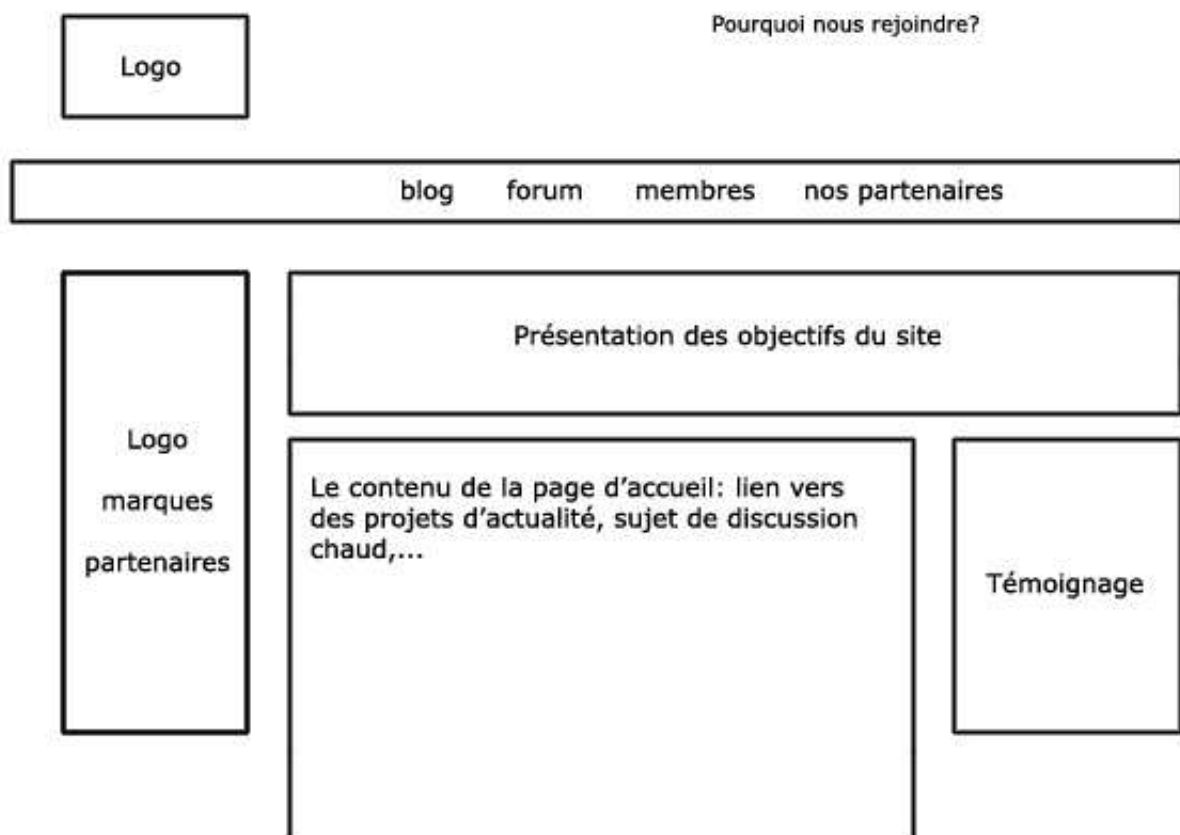 Pourquoi nous rejoindre?
Logo
blog forum membres nos partenaires
Présentation des objectifs du site
Logo
marques
partenaires
Le contenu de la page d’accueil: lien vers
des projets d’actualité, sujet de discussion
chaud,...
Témoignage